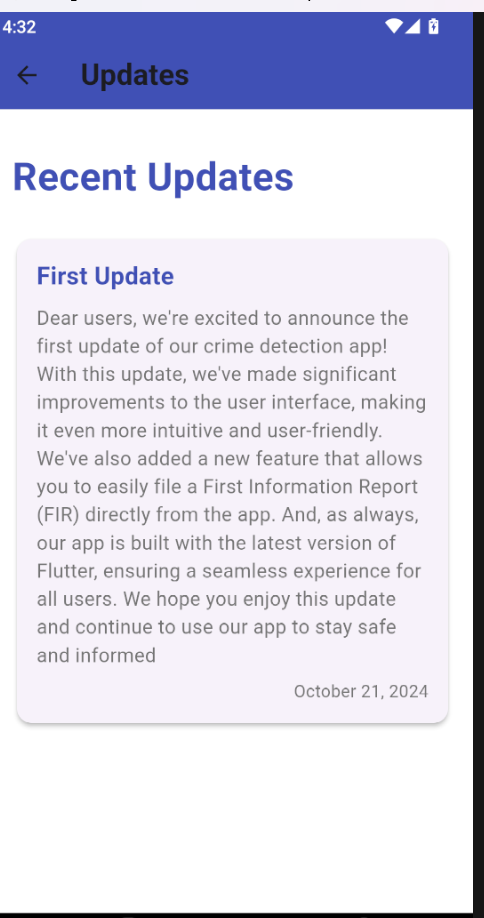 4:32
Updates
Recent Updates
First Update
Dear users, we're excited to announce the
first update of our crime detection app!
With this update, we've made significant
improvements to the user interface, making
it even more intuitive and user-friendly.
We've also added a new feature that allows
you to easily file a First Information Report
(FIR) directly from the app. And, as always,
our app is built with the latest version of
Flutter, ensuring a seamless experience for
all users. We hope you enjoy this update
and continue to use our app to stay safe
and informed
October 21, 2024